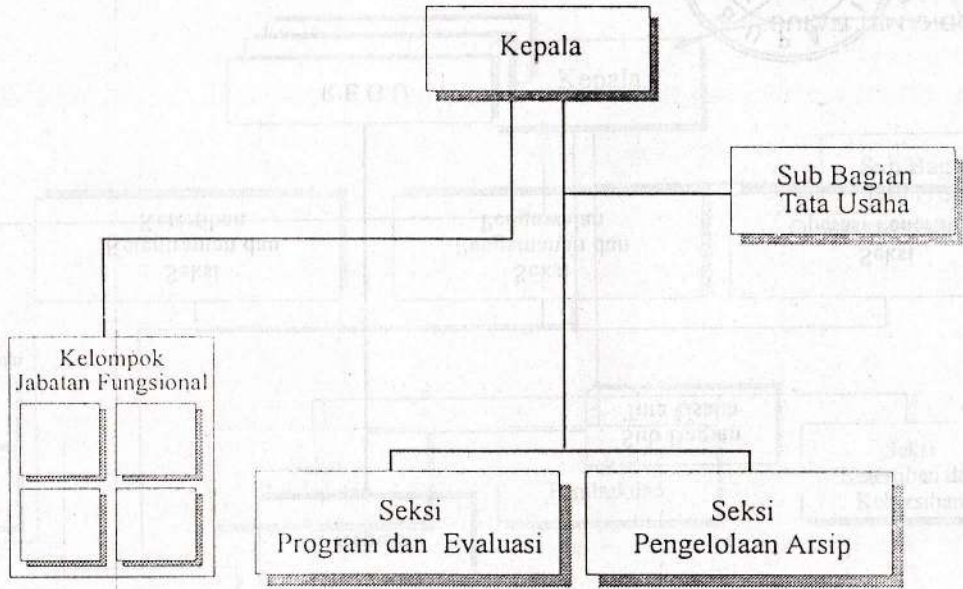 Kepala
Sub Bagian
Tata Usaha
Kelompok
Jabatan Fungsional
Seksi
Program dan Evaluasi
Seksi
Pengelolaan Arsip